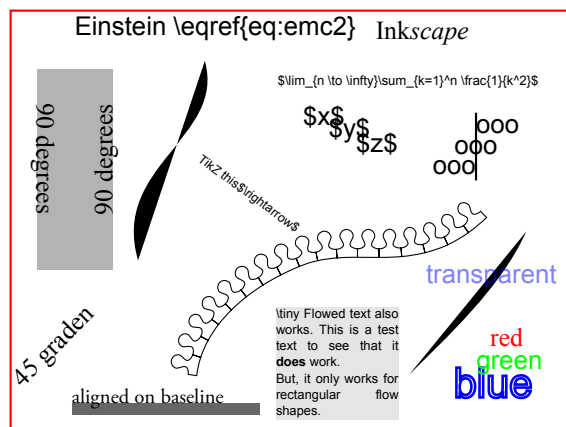 Einstein \eqref{eq:emc2} Inkscape
$\lim_{n \to \infty}\sum_{k=1}^n \frac{1}{k^2}$
90 degrees
90 degrees
$x$
$y$
$z$
ooo
ooo
ooo
TikZ this$\rightarrow$
transparent
45 graden
\tiny Flowed text also
works. This is a test
text to see that it
does work.
But, it only works for
rectangular flow
shapes.
red
green
blue
aligned on baseline